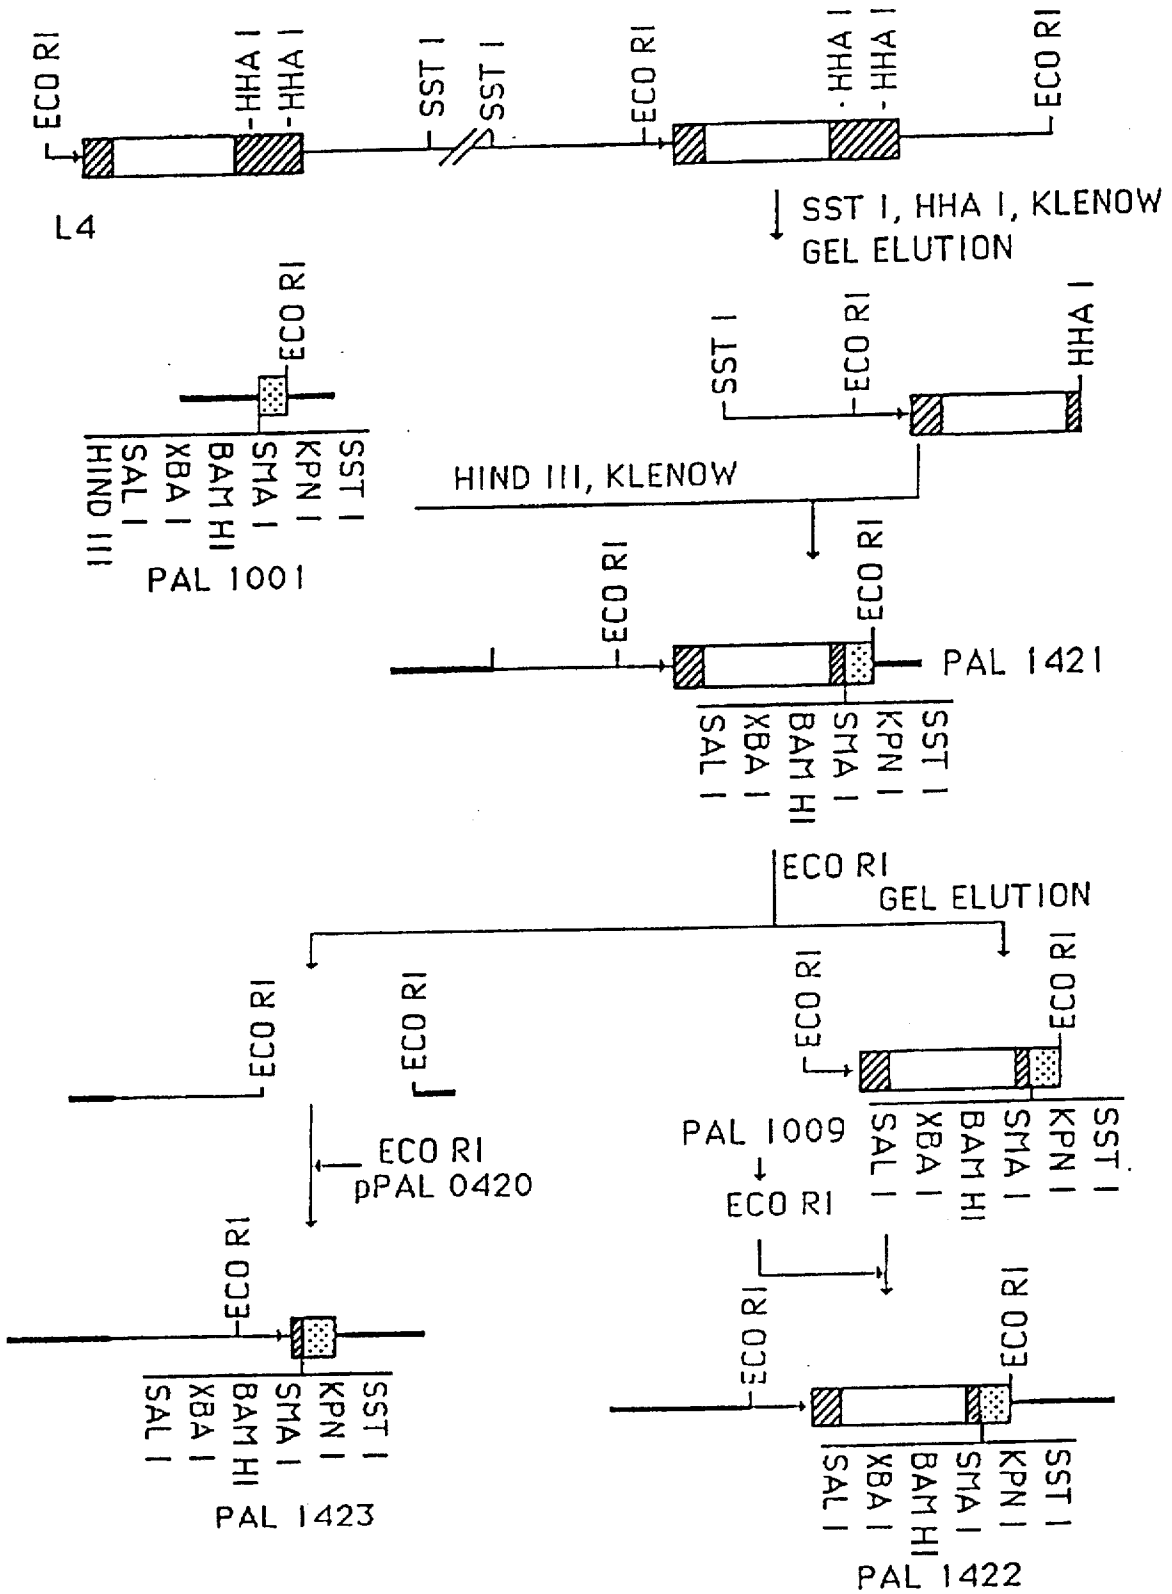 ECO RI
-HHA I
-HHA I
SST I
SST I
ECO RI
-HHA I
-HHA I
ECO RI
L4
SST I, HHA I, KLENOW
GEL ELUTION
ECO RI
HIND III
SAL I
XBA I
BAM HI
SMA I
KPN I
SST I
PAL 1001
SST I
ECO RI
HHA I
HIND III, KLENOW
ECO RI
ECO RI
PAL 1421
SAL I
XBA I
BAM HI
SMA I
KPN I
SST I
ECO RI
GEL ELUTION
ECO RI
ECO RI
ECO RI
ECO RI
SAL I
XBA I
BAM HI
SMA I
KPN I
SST I
ECO RI
pPAL 0420
PAL 1009
ECO RI
ECO RI
SAL I
XBA I
BAM HI
SMA I
KPN I
SST I
PAL 1423
ECO RI
ECO RI
SAL I
XBA I
BAM HI
SMA I
KPN I
SST I
PAL 1422